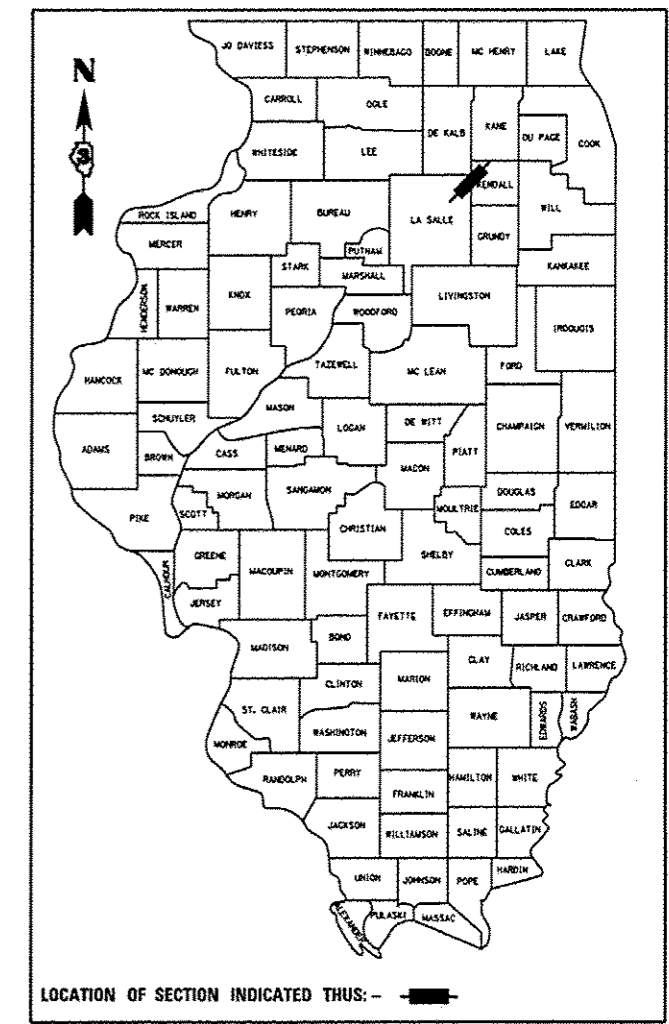 JO DAVIESS STEPHENSON WINNEBAGO BOONE MC HENRY LAKE
N
CARROLL OGLE DE KALB KANE DU PAGE COOK
WHITESIDE LEE
KENDALL
ROCK ISLAND HENRY BUREAU LA SALLE WILL
MERCER PUTNAM GRUNDY
STARK MARSHALL KANKAKEE
HENDERSON WARREN KNOX PEORIA WOODFORD LIVINGSTON
IROQUOIS
HANCOCK MC DONOUGH FULTON TAZEWELL MC LEAN FORD
MASON
SCHUYLER LOGAN DE WITT CHAMPAIGN VERMILION
ADAMS BROWN CASS MENARD MACON PIATT
PIKE SCOTT MORGAN SANGAMON MOULTRIE DOUGLAS EDGAR
CHRISTIAN COLES
CALHOUN GREENE MACOUPIN MONTGOMERY SHELBY CUMBERLAND CLARK
JERSEY
FAYETTE EFFINGHAM JASPER CRAWFORD
MADISON BOND
CLAY RICHLAND LAWRENCE
CLINTON MARION
ST. CLAIR WAYNE EDWARDS WABASH
WASHINGTON JEFFERSON
MONROE
RANDOLPH PERRY HAMILTON WHITE
FRANKLIN
JACKSON WILLIAMSON SALINE GALLATIN
UNION JOHNSON POPE HARDIN
ALEXANDER PULASKI MASSAC
LOCATION OF SECTION INDICATED THUS: -